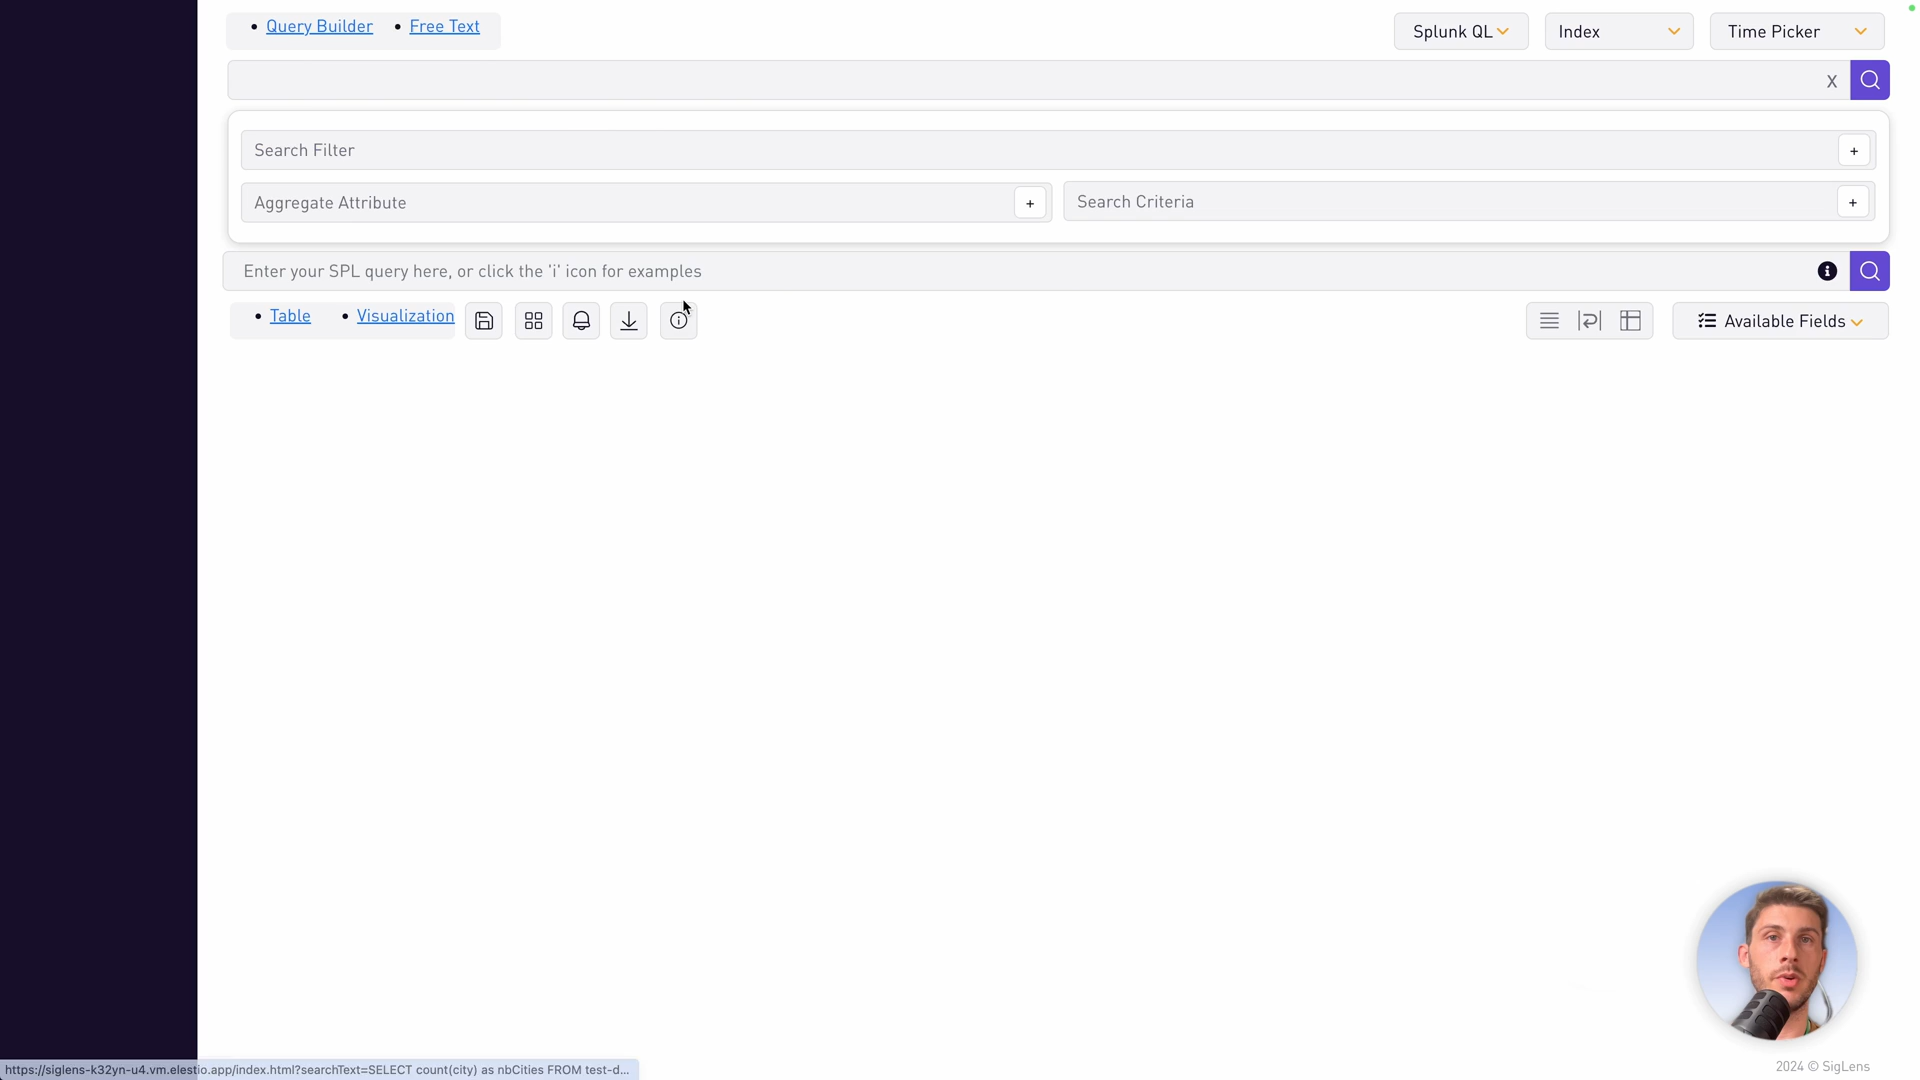 Query Builder
Free Text
Splunk QL
Index
Time Picker
X
Search Filter
+
Aggregate Attribute
+
Search Criteria
+
Enter your SPL query here, or click the 'i' icon for examples
Table
Visualization
Available Fields
2024 © SigLens
https://siglens-k32yn-u4.vm.elestio.app/index.html?searchText=SELECT count(city) as nbCities FROM test-d...